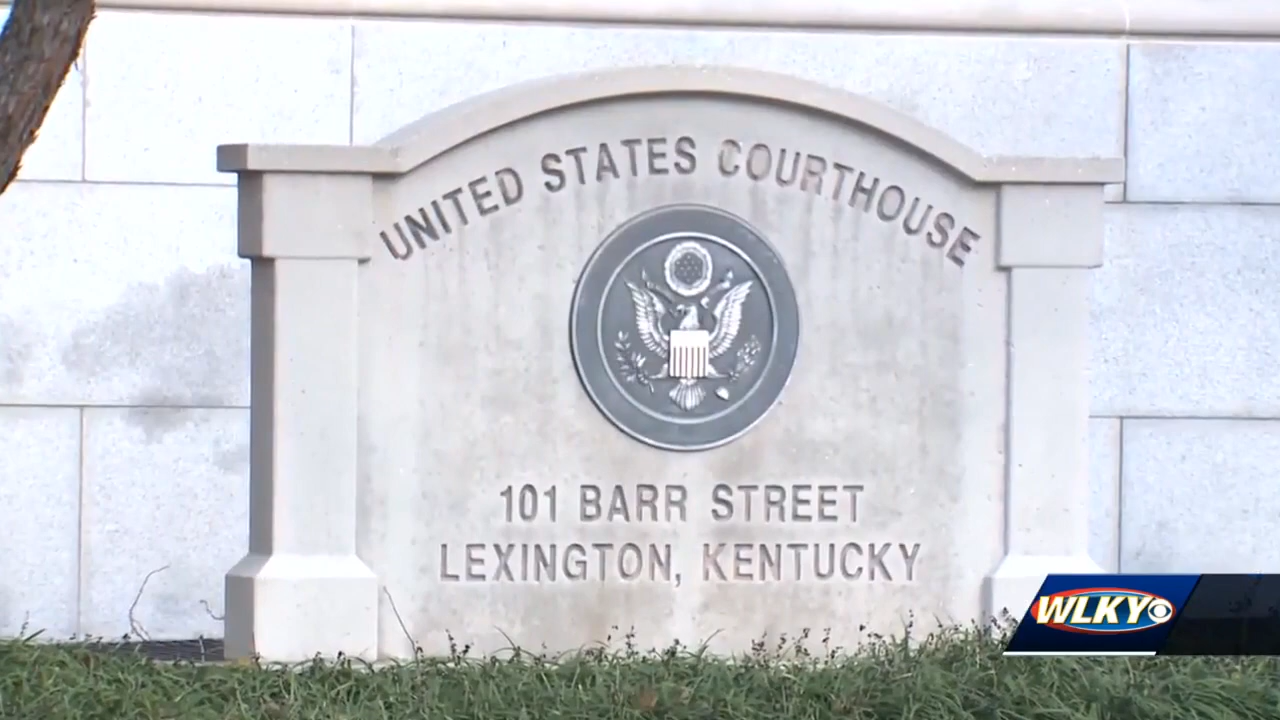 UNITED STATES COURTHOUSE
101 BARR STREET
LEXINGTON, KENTUCKY
WLKY